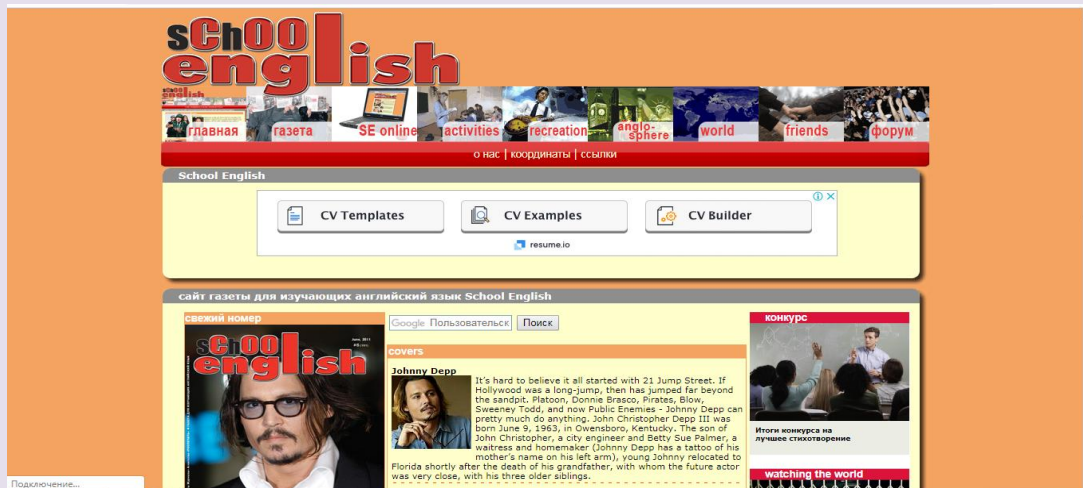 school
english
главная
газета
SE online
activities
recreation
anglo-
sphere
world
friends
форум
о нас | координаты | ссылки
School English
CV Templates
CV Examples
CV Builder
resume.io
сайт газеты для изучающих английский язык School English
свежий номер
school
english
Google Пользовательск
Поиск
covers
Johnny Depp
It's hard to believe it all started with 21 Jump Street. If
Hollywood was a long-jump, then has jumped far beyond
the sandpit. Platoon, Donnie Brasco, Pirates, Blow,
Sweeney Todd, and now Public Enemies - Johnny Depp can
pretty much do anything. John Christopher Depp III was
born June 9, 1963, in Owensboro, Kentucky. The son of
John Christopher, a city engineer and Betty Sue Palmer, a
waitress and homemaker (Johnny Depp has a tattoo of his
mother's name on his left arm), young Johnny relocated to
Florida shortly after the death of his grandfather, with whom the future actor
was very close, with his three older siblings.
конкурс
Итоги конкурса на
лучшее стихотворение
watching the world
Подключение...